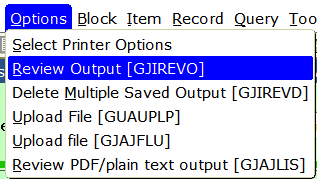 Options Block Item Record Query Too
Select Printer Options
Review Output [GJIREVO]
Delete Multiple Saved Output [GJIREVD]
Upload File [GUAUPLP]
Upload file [GJAJFLU]
Review PDF/plain text output [GJAJLIS]